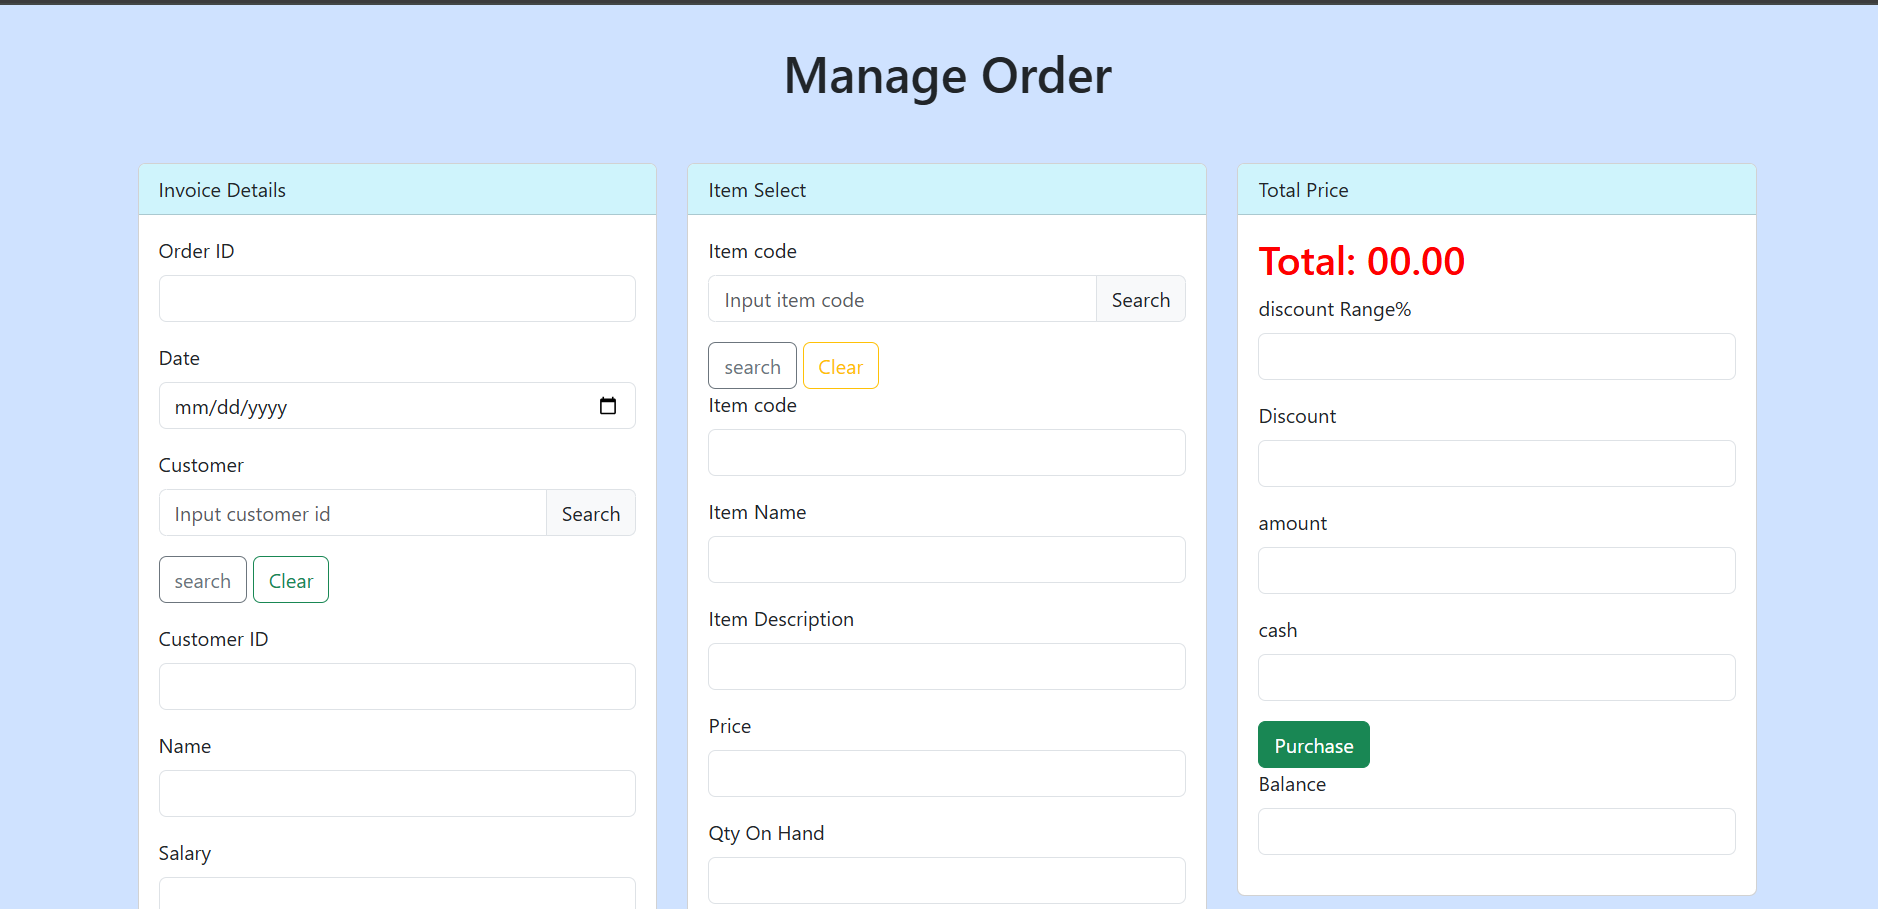 Manage Order
Invoice Details
Order ID
Date
mm/dd/yyyy
Customer
Input customer id Search
search Clear
Customer ID
Name
Salary
Item Select
Item code
Input item code Search
search Clear
Item code
Item Name
Item Description
Price
Qty On Hand
Total Price
Total: 00.00
discount Range%
Discount
amount
cash
Purchase
Balance